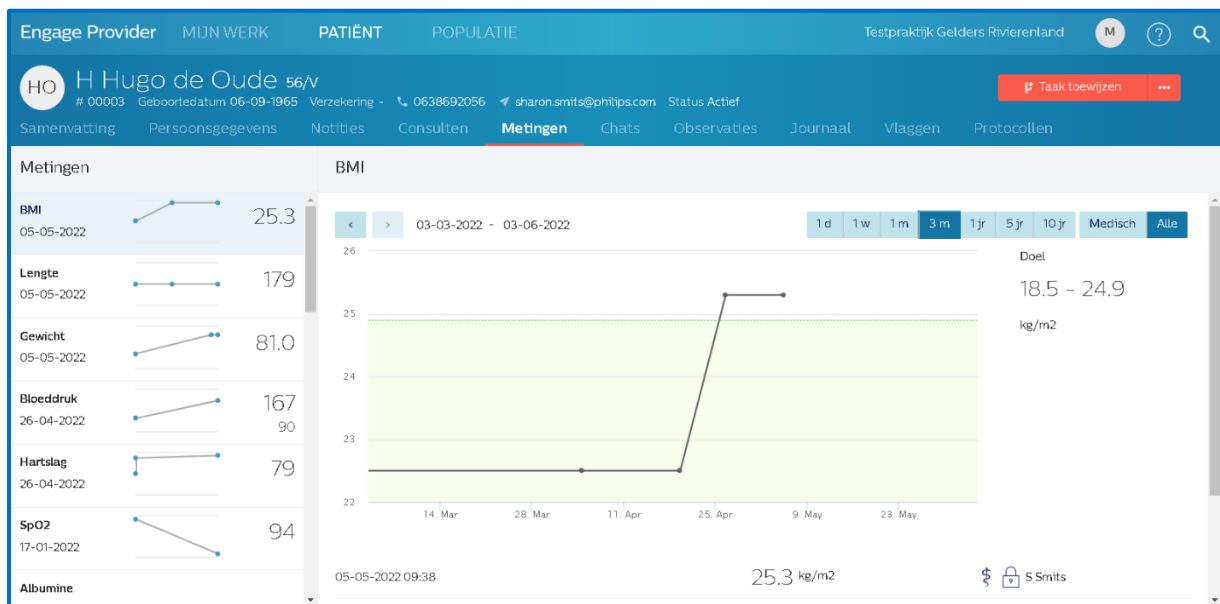 Engage Provider MIJN WERK PATIËNT POPULATIE Testpraktijk Gelders Rivierenland M ?
HO H Hugo de Oude 56/V
# 00003 Geboortedatum 06-09-1965 Verzekering - 0638692056 sharon.smits@philips.com Status Actief
Taak toewijzen ...
Samenvatting Persoonsgegevens Notities Consulten Metingen Chats Observaties Journaal Vlaggen Protocollen
Metingen
BMI
05-05-2022
25.3
Lengte
05-05-2022
179
Gewicht
05-05-2022
81.0
Bloeddruk
26-04-2022
167
90
Hartslag
26-04-2022
79
SpO2
17-01-2022
94
Albumine
BMI
< > 03-03-2022 - 03-06-2022 1 d 1 w 1 m 3 m 1 jr 5 jr 10 jr Medisch Alle
26
25
24
23
22
14. Mar 28. Mar 11. Apr 25. Apr 9. May 23. May
Doel
18.5 - 24.9
kg/m2
05-05-2022 09:38 25.3 kg/m2 S Smits